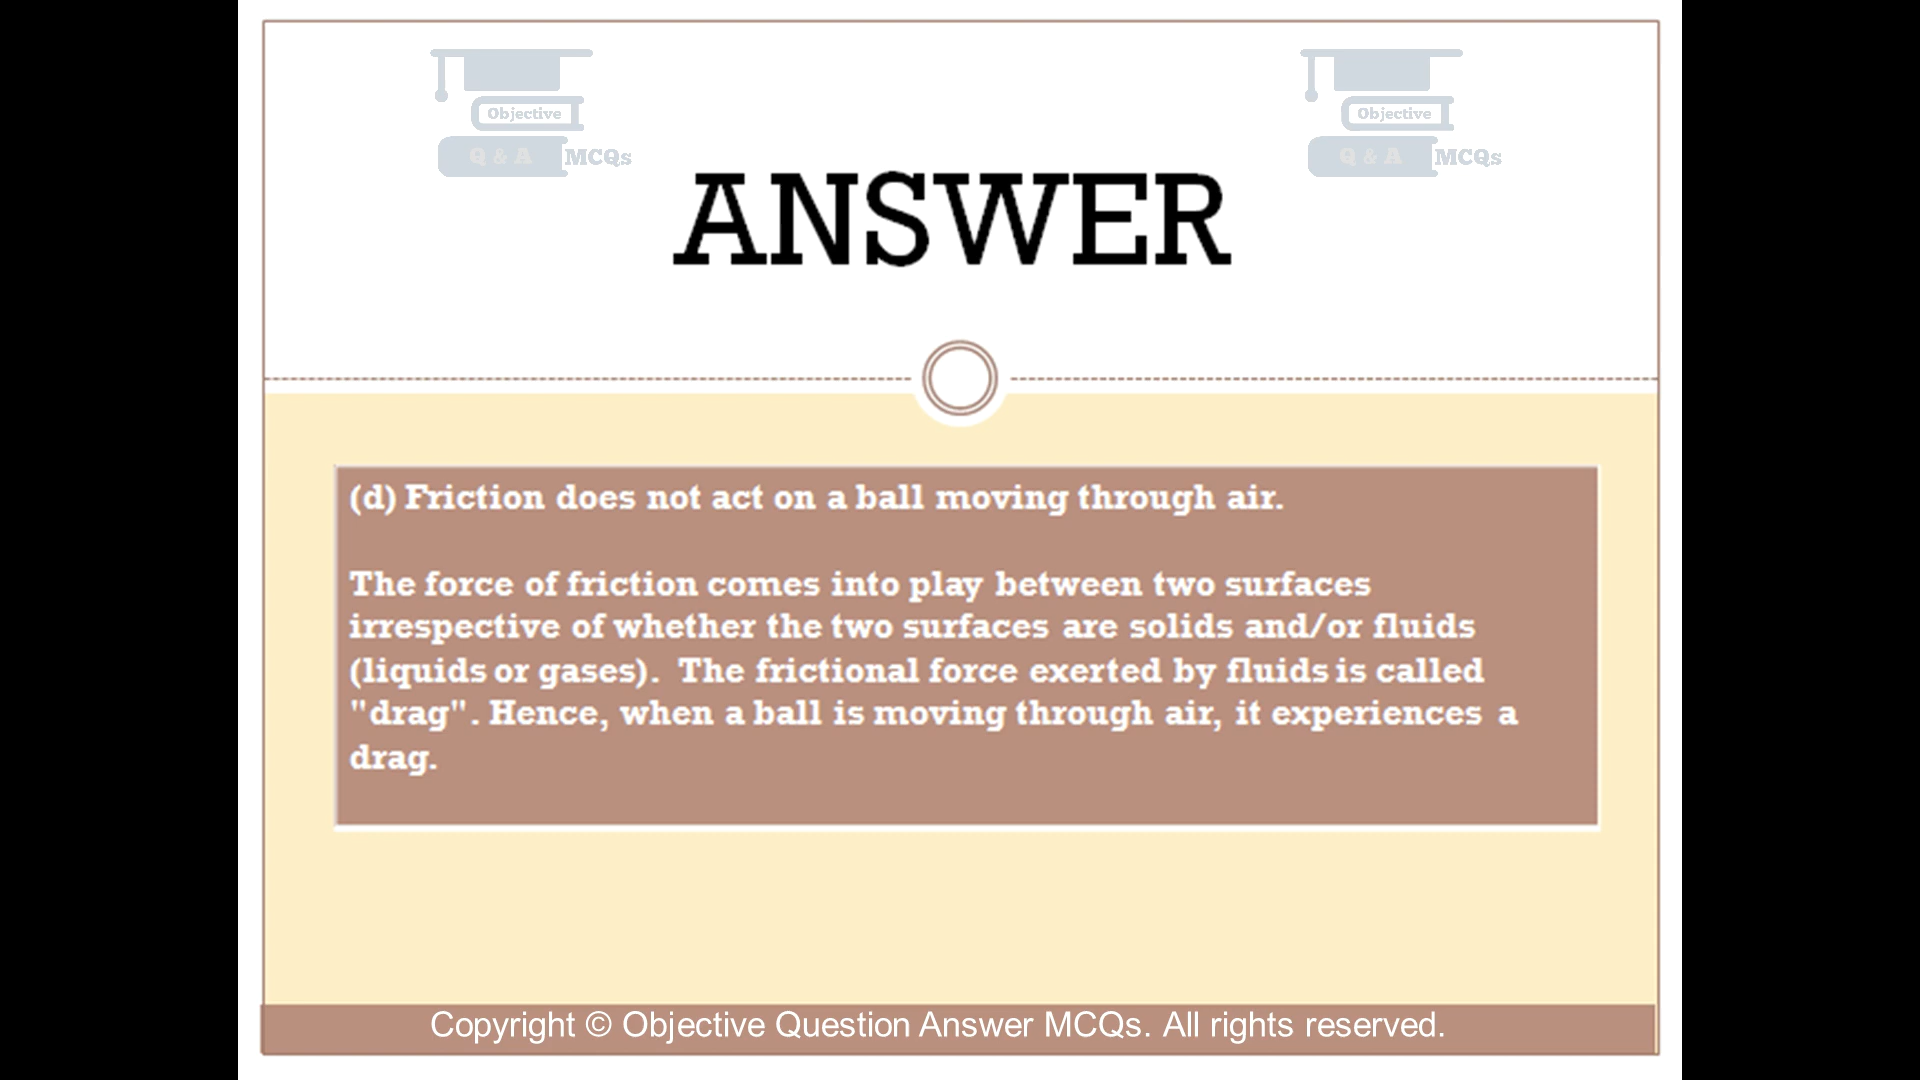 Objective
Q & A MCQs
Objective
Q & A MCQs
ANSWER
(d) Friction does not act on a ball moving through air.
The force of friction comes into play between two surfaces
irrespective of whether the two surfaces are solids and/or fluids
(liquids or gases).  The frictional force exerted by fluids is called
"drag". Hence, when a ball is moving through air, it experiences a
drag.
Copyright © Objective Question Answer MCQs. All rights reserved.